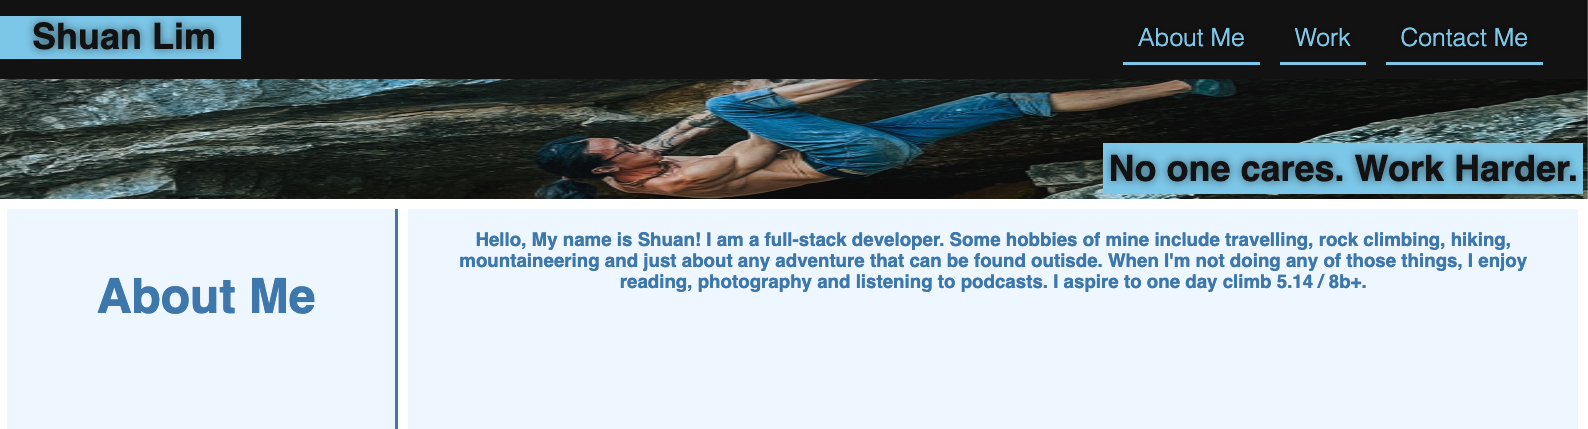 Shuan Lim
About Me Work Contact Me
No one cares. Work Harder.
About Me
Hello, My name is Shuan! I am a full-stack developer. Some hobbies of mine include travelling, rock climbing, hiking,
mountaineering and just about any adventure that can be found outisde. When I'm not doing any of those things, I enjoy
reading, photography and listening to podcasts. I aspire to one day climb 5.14 / 8b+.